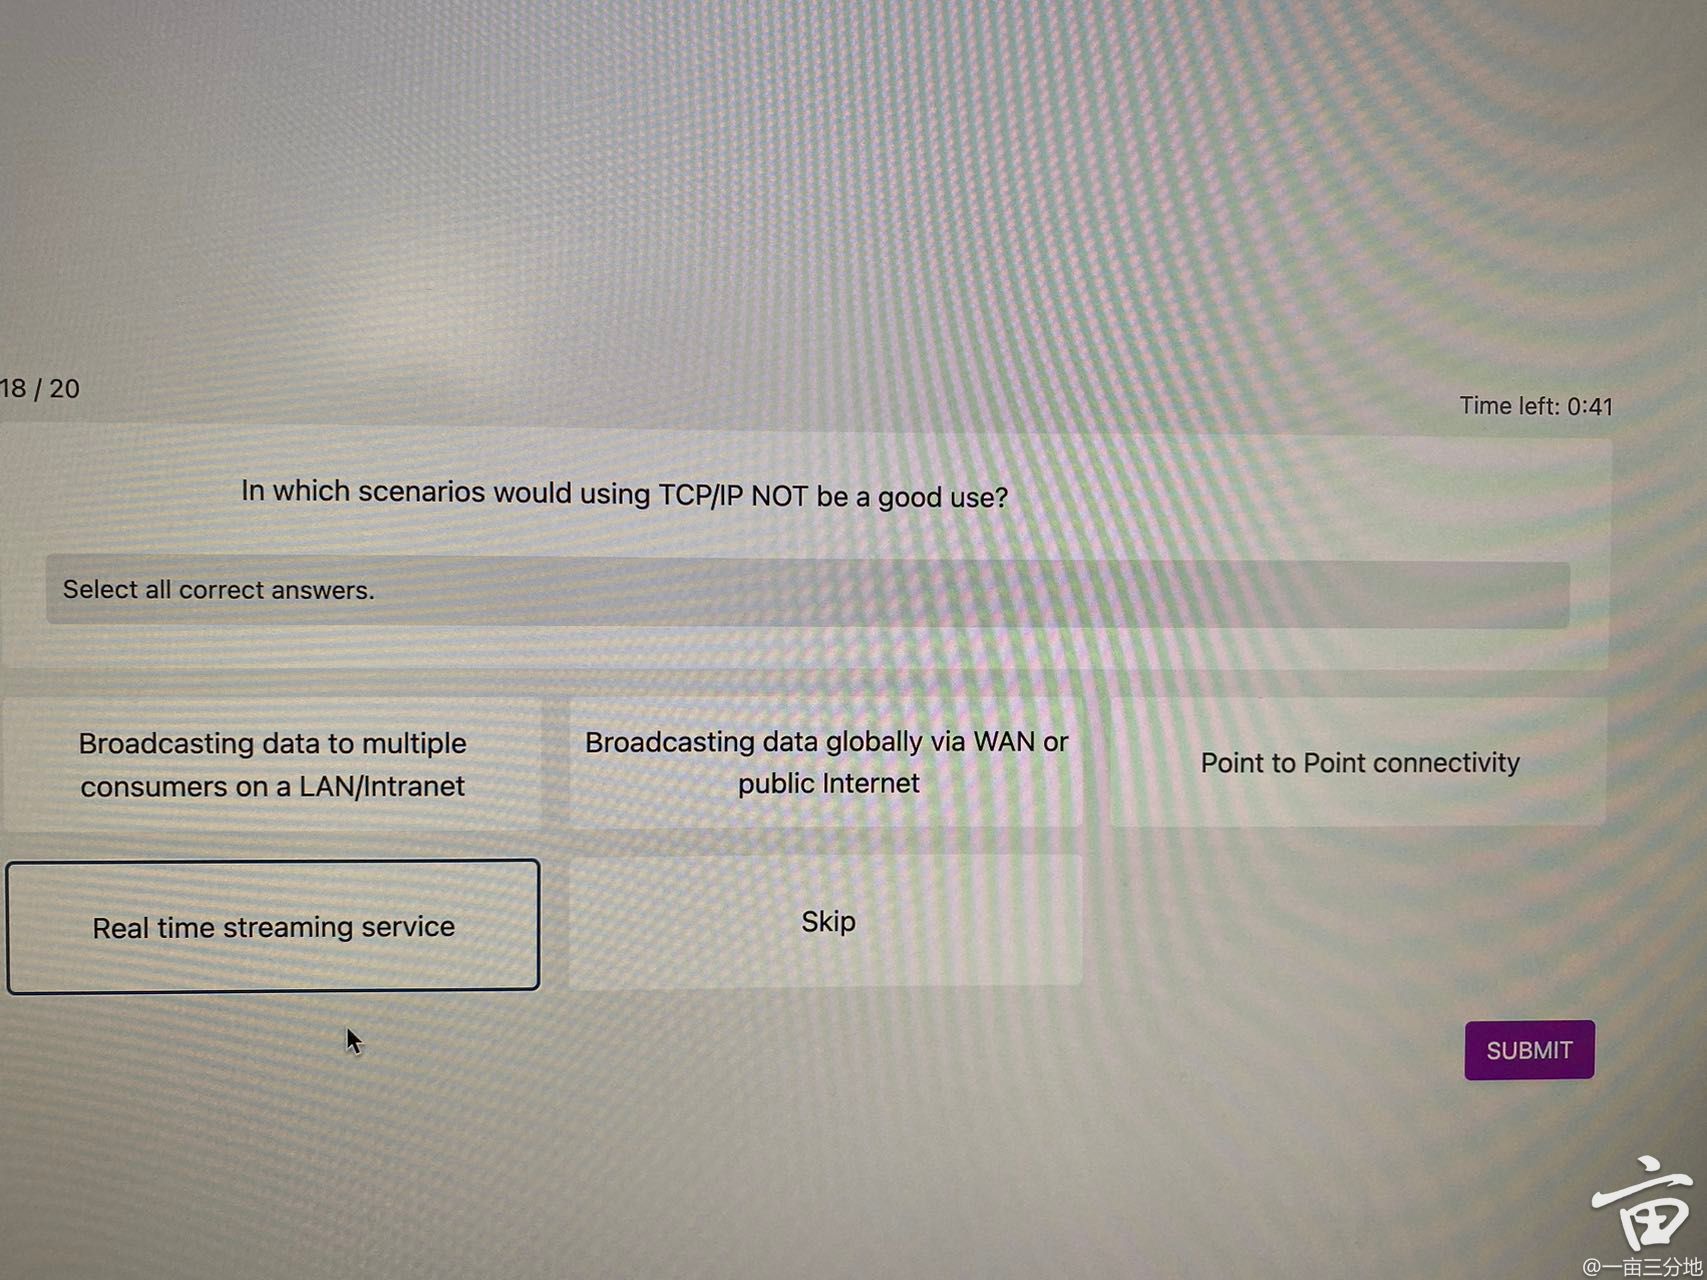 18 / 20
Time left: 0:41
In which scenarios would using TCP/IP NOT be a good use?
Select all correct answers.
Broadcasting data to multiple
consumers on a LAN/Intranet
Broadcasting data globally via WAN or
public Internet
Point to Point connectivity
Real time streaming service
Skip
SUBMIT
亩
@一亩三分地